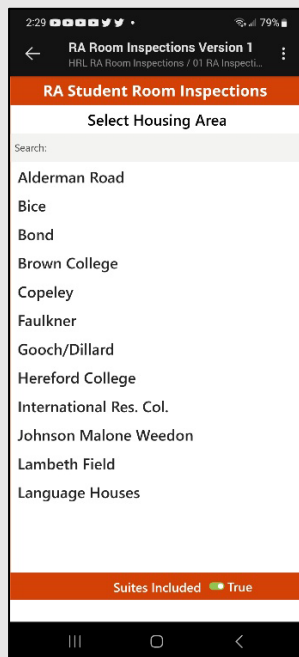 2:29 79%
RA Room Inspections Version 1
HRL RA Room Inspections / 01 RA Inspecti...
RA Student Room Inspections
Select Housing Area
Search:
Alderman Road
Bice
Bond
Brown College
Copeley
Faulkner
Gooch/Dillard
Hereford College
International Res. Col.
Johnson Malone Weedon
Lambeth Field
Language Houses
Suites Included True